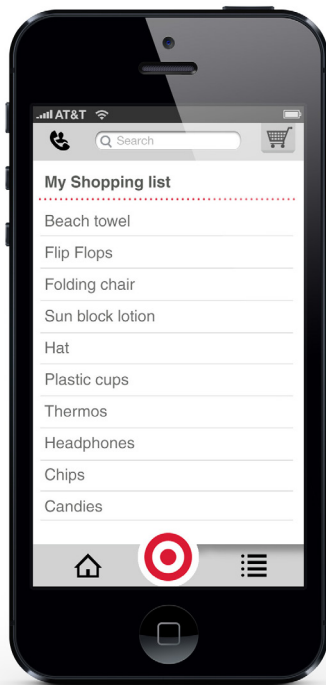 AT&T
Search
My Shopping list
Beach towel
Flip Flops
Folding chair
Sun block lotion
Hat
Plastic cups
Thermos
Headphones
Chips
Candies